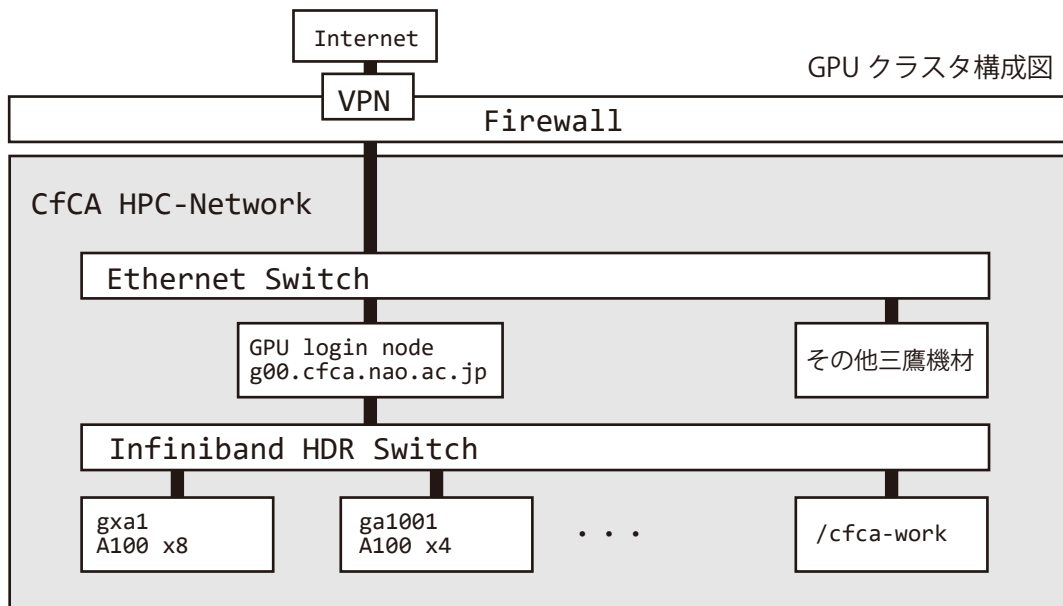 Internet
GPU クラスタ構成図
VPN
Firewall
CfCA HPC-Network
Ethernet Switch
GPU login node
g00.cfca.nao.ac.jp
その他三鷹機材
Infiniband HDR Switch
gxa1
A100 x8
ga1001
A100 x4
・・・
/cfca-work